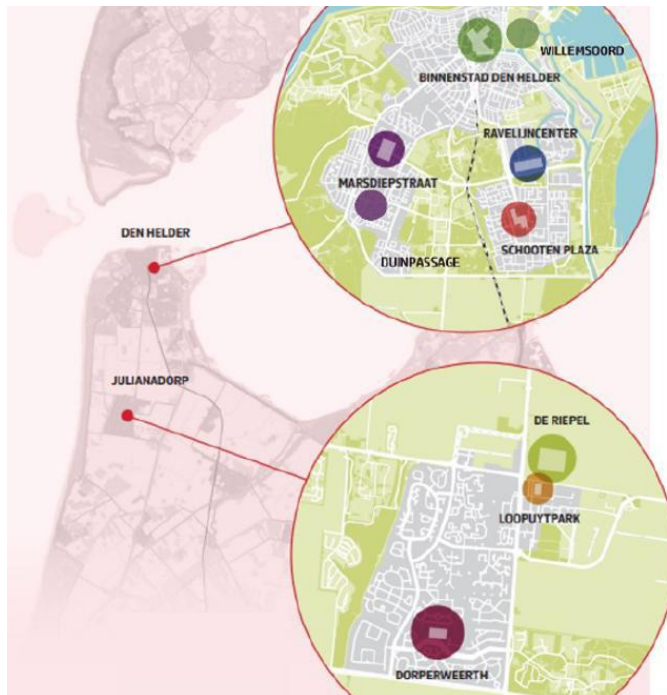 WILLEMSOORD
BINNENSTAD DEN HELDER
RAVELIJNCENTER
MARSDIEPSTRAAT
DEN HELDER
SCHOOTEN PLAZA
DUINPASSAGE
JULIANADORP
DE RIEPEL
LOOPUYTPARK
DORPERWEERTH